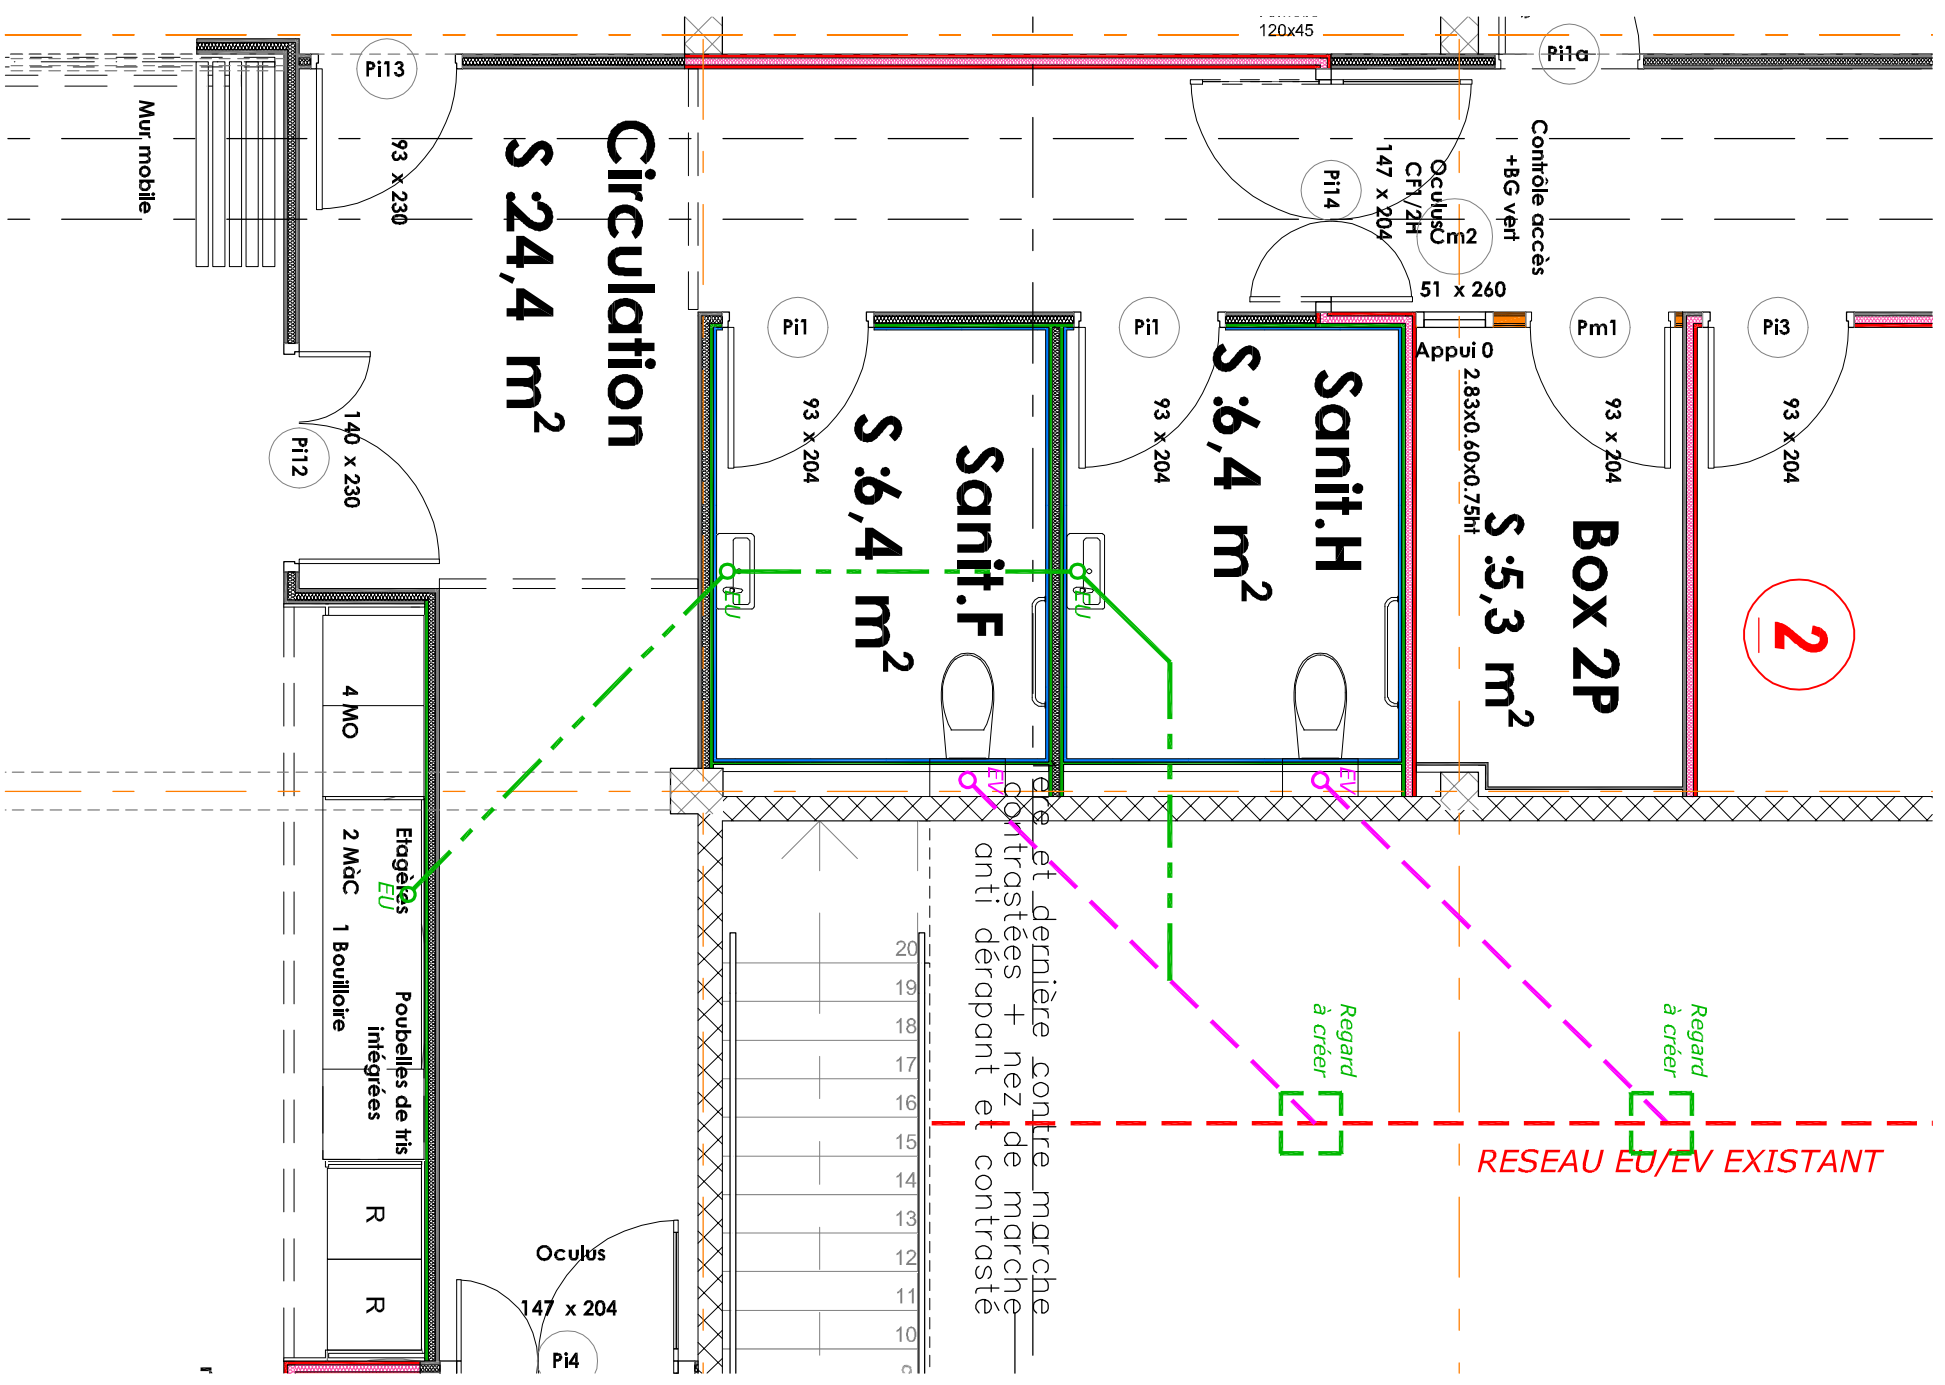 120x45
Pi13
Pi1a
Mur mobile
93 x 230
Circulation
S :24,4 m²
Contrôle accès
+BG vert
Oculus
CF1/2H
147 x 204
Pi14
Cm2
51 x 260
Pi1
Pi1
Pm1
Pi3
Appui 0
2.83x0.60x0.75ht
93 x 204
93 x 204
93 x 204
93 x 204
Pi12
140 x 230
Sanit.F
S :6,4 m²
Sanit.H
S :6,4 m²
Box 2P
S :5,3 m²
2
EU
EU
EV
EV
EU
4 MO
Etagères
2 MàC
1 Bouilloire
Poubelles de tris
intégrées
R
R
ere et dernière contre marche
contrastées + nez de marche
anti dérapant et contrasté
20
19
18
17
16
15
14
13
12
11
10
9
Regard
à créer
Regard
à créer
RESEAU EU/EV EXISTANT
Oculus
147 x 204
Pi4